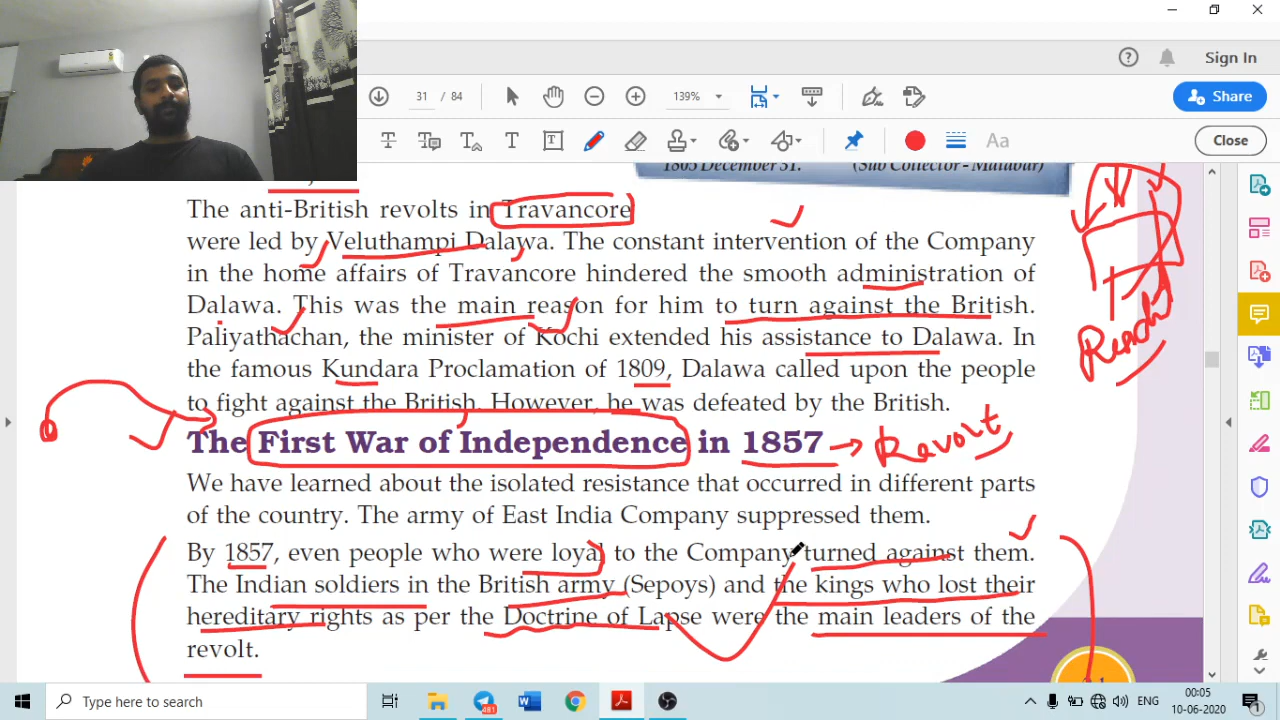 Sign In
31 / 84
139%
Share
Aa
Close
1805 December 31. (Sub Collector - Malabar)
The anti-British revolts in Travancore
were led by Veluthampi Dalawa. The constant intervention of the Company
in the home affairs of Travancore hindered the smooth administration of
Dalawa. This was the main reason for him to turn against the British.
Paliyathachan, the minister of Kochi extended his assistance to Dalawa. In
the famous Kundara Proclamation of 1809, Dalawa called upon the people
to fight against the British. However, he was defeated by the British.
The First War of Independence in 1857 → Revolt
We have learned about the isolated resistance that occurred in different parts
of the country. The army of East India Company suppressed them.
By 1857, even people who were loyal to the Company turned against them.
The Indian soldiers in the British army (Sepoys) and the kings who lost their
hereditary rights as per the Doctrine of Lapse were the main leaders of the
revolt.
Type here to search
481
ENG
00:05
10-06-2020
1